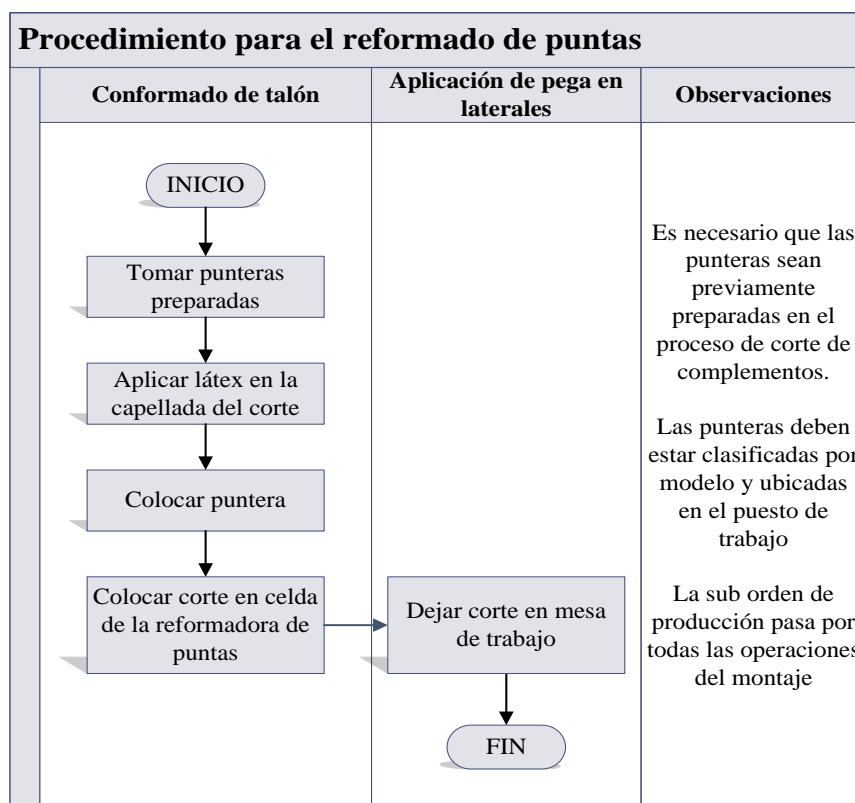 Procedimiento para el reformado de puntas
Conformado de talón
Aplicación de pega en
laterales
Observaciones
INICIO
Tomar punteras
preparadas
Aplicar látex en la
capellada del corte
Colocar puntera
Colocar corte en celda
de la reformadora de
puntas
Dejar corte en mesa
de trabajo
FIN
Es necesario que las
punteras sean
previamente
preparadas en el
proceso de corte de
complementos.
Las punteras deben
estar clasificadas por
modelo y ubicadas
en el puesto de
trabajo
La sub orden de
producción pasa por
todas las operaciones
del montaje